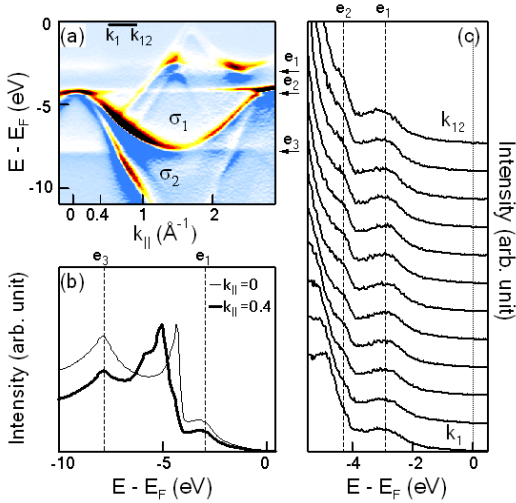 (a)
k1 k12
0
-5
-10
E - EF (eV)
σ1
σ2
e1
e2
e3
0 0.4 1 2
k|| (Å-1)
e3 e1
(b)
k||=0
k||=0.4
Intensity (arb. unit)
-10 -5 0
E - EF (eV)
e2 e1
(c)
k12
k1
Intensity (arb. unit)
-4 -2 0
E - EF (eV)